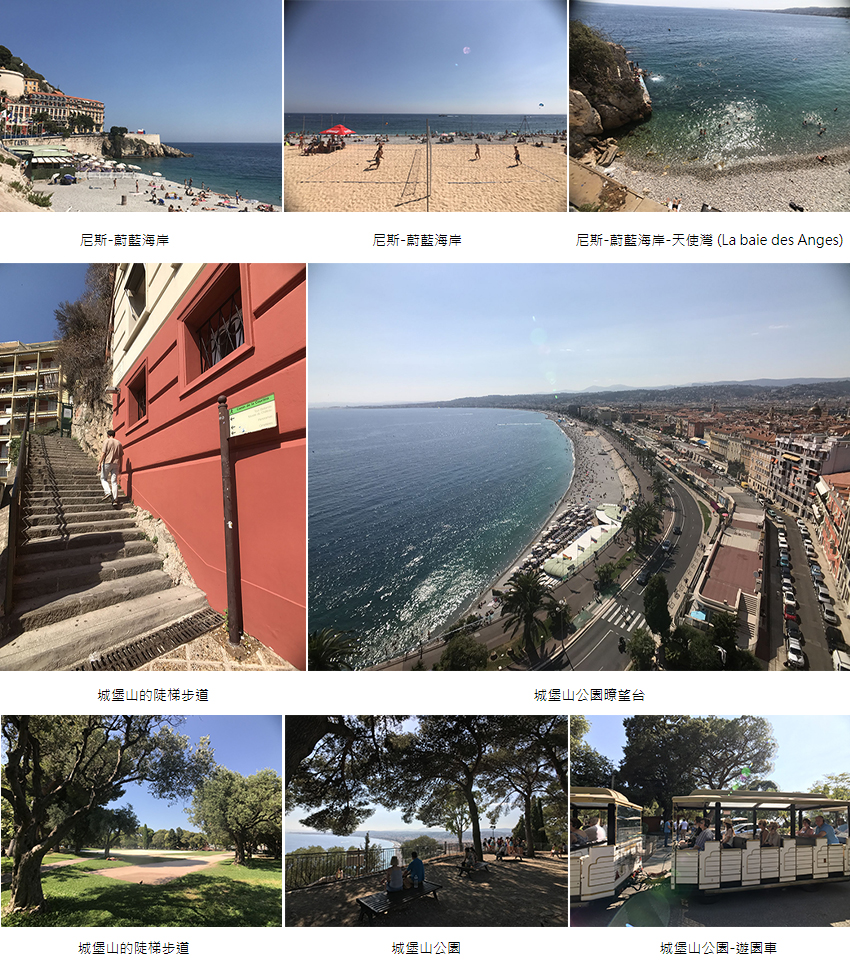 尼斯-蔚藍海岸
尼斯-蔚藍海岸
尼斯-蔚藍海岸-天使灣 (La baie des Anges)
城堡山的陡梯步道
城堡山公園暸望台
城堡山的陡梯步道
城堡山公園
城堡山公園-遊園車